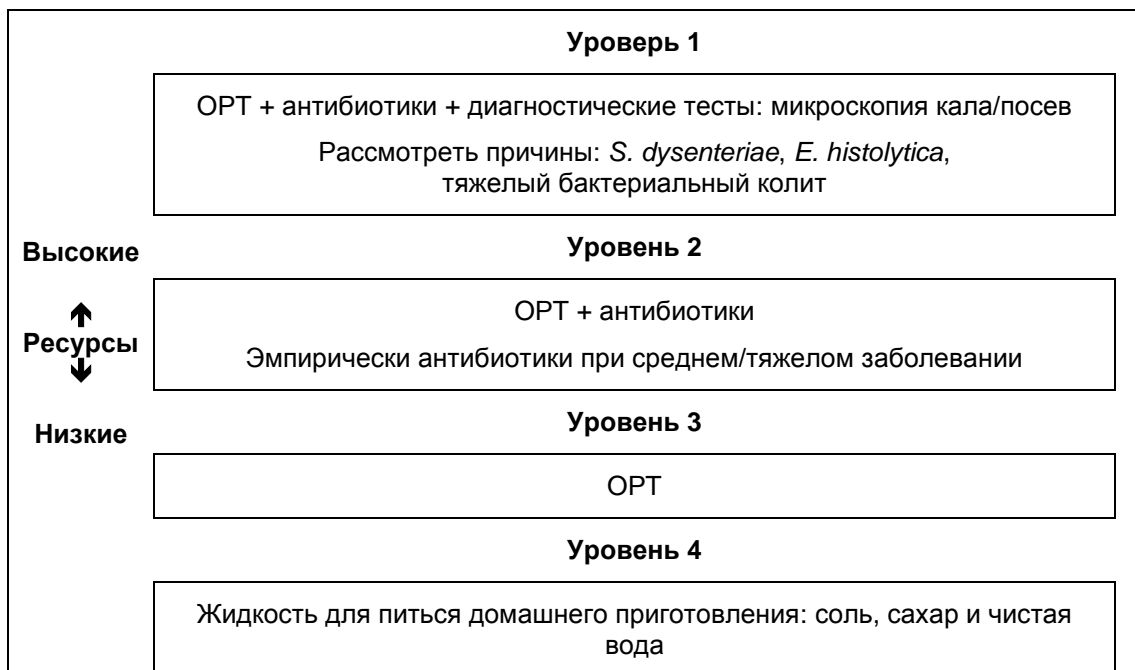 Уроверь 1
ОРТ + антибиотики + диагностические тесты: микроскопия кала/посев
Рассмотреть причины: S. dysenteriae, E. histolytica,
тяжелый бактериальный колит
Высокие
Уровень 2
ОРТ + антибиотики
Ресурсы
Эмпирически антибиотики при среднем/тяжелом заболевании
Низкие
Уровень 3
ОРТ
Уровень 4
Жидкость для питься домашнего приготовления: соль, сахар и чистая
вода